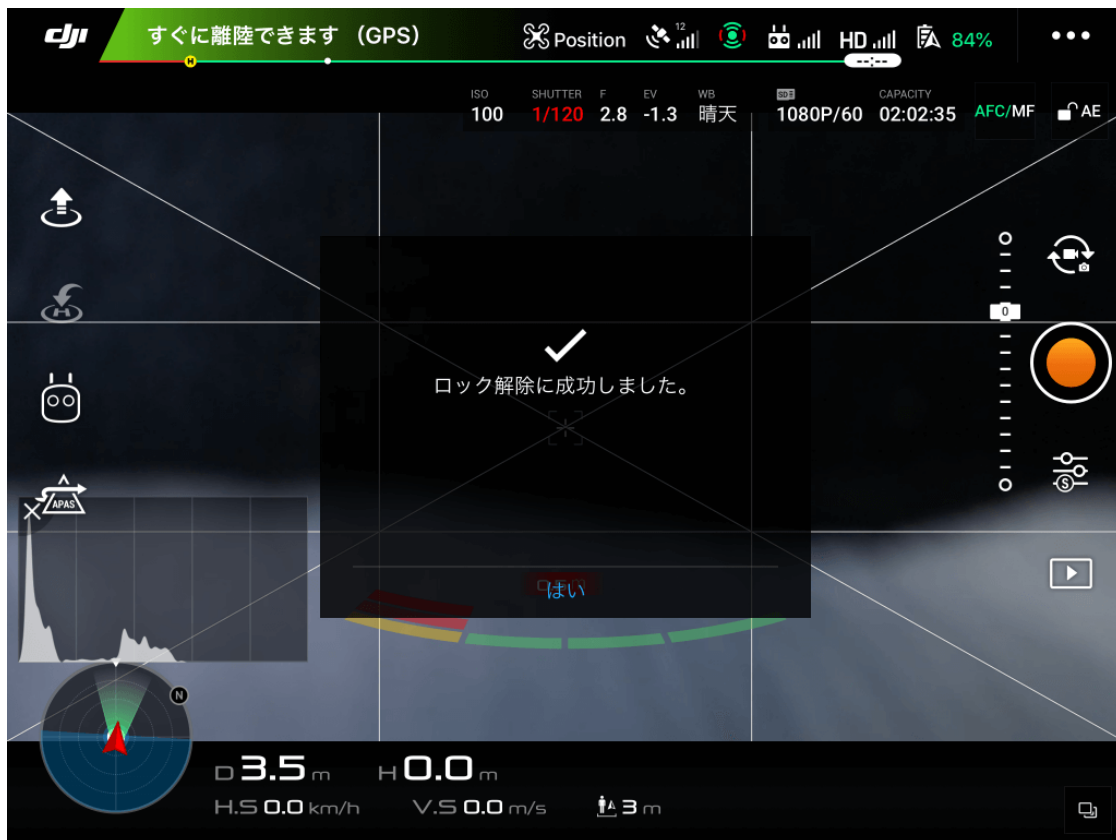 dji すぐに離陸できます (GPS) Position 12 HD 84%
--:--
H
ISO SHUTTER F EV WB SD CAPACITY
100 1/120 2.8 -1.3 晴天 1080P/60 02:02:35 AFC/MF AE
0
ロック解除に成功しました。
APAS
S
はい
N
D 3.5 m H 0.0 m
H.S 0.0 km/h V.S 0.0 m/s 3 m